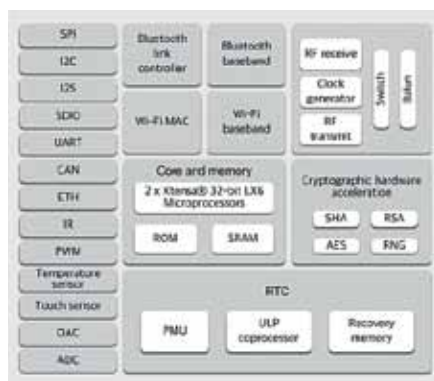 SPI
I2C
I2S
SDIO
UART
CAN
ETH
IR
PWM
Temperature
sensor
Touch sensor
DAC
ADC
Bluetooth
link
controller
Bluetooth
baseband
Wi-Fi MAC
Wi-Fi
baseband
RF receive
Clock
generator
RF
transmit
Switch
Balun
Core and memory
2 x Xtensa® 32-bit LX6
Microprocessors
ROM
SRAM
Cryptographic hardware
acceleration
SHA
RSA
AES
RNG
RTC
PMU
ULP
coprocessor
Recovery
memory